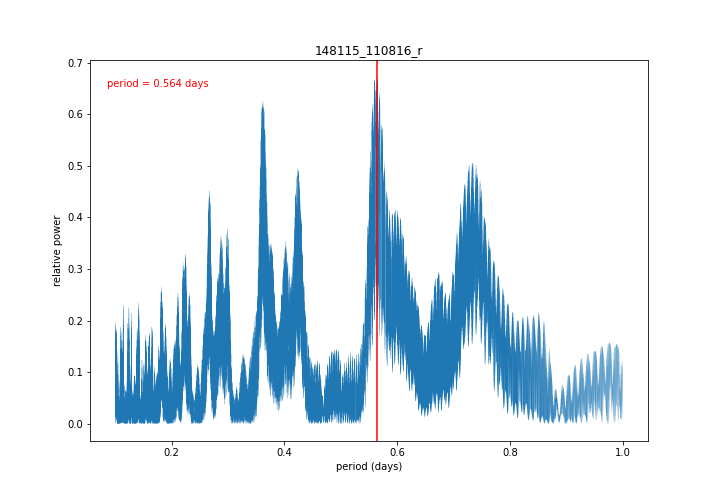 148115_110816_r
period = 0.564 days
0.7
0.6
0.5
0.4
0.3
0.2
0.1
0.0
relative power
0.2 0.4 0.6 0.8 1.0
period (days)